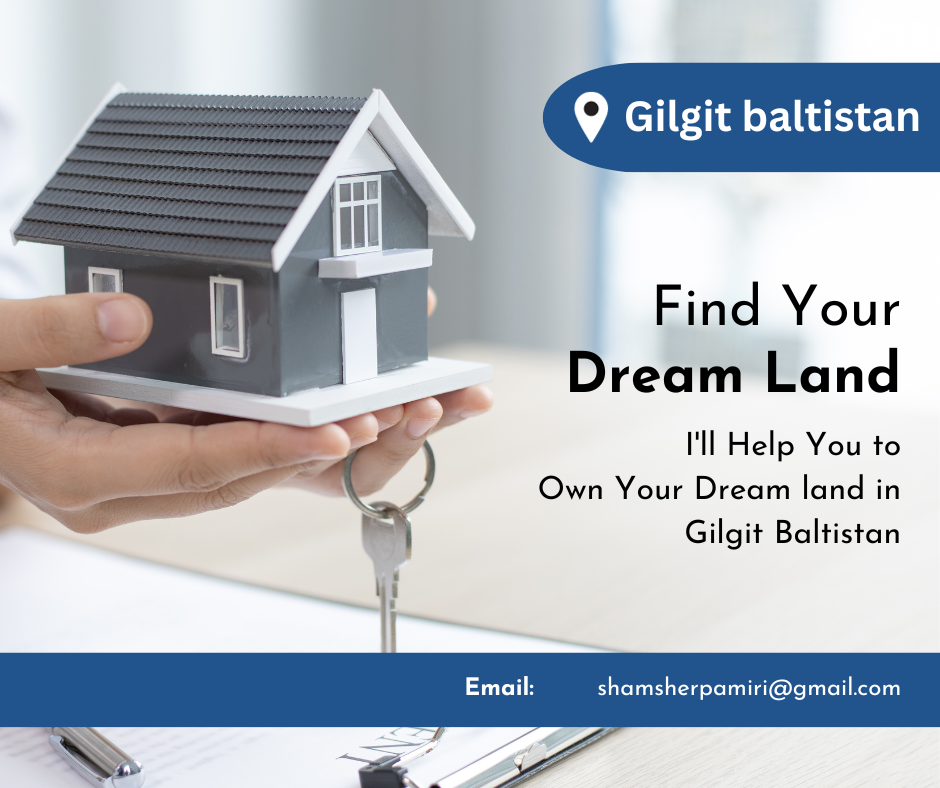 Gilgit baltistan
Find Your
Dream Land
I'll Help You to
Own Your Dream land in
Gilgit Baltistan
Email: shamsherpamiri@gmail.com